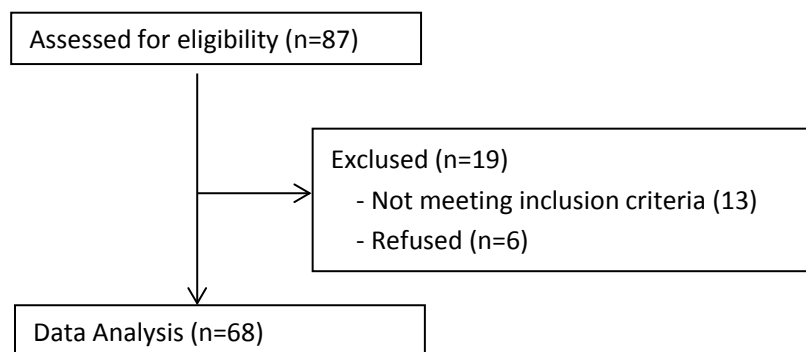 Assessed for eligibility (n=87)
Exclused (n=19)
- Not meeting inclusion criteria (13)
- Refused (n=6)
Data Analysis (n=68)